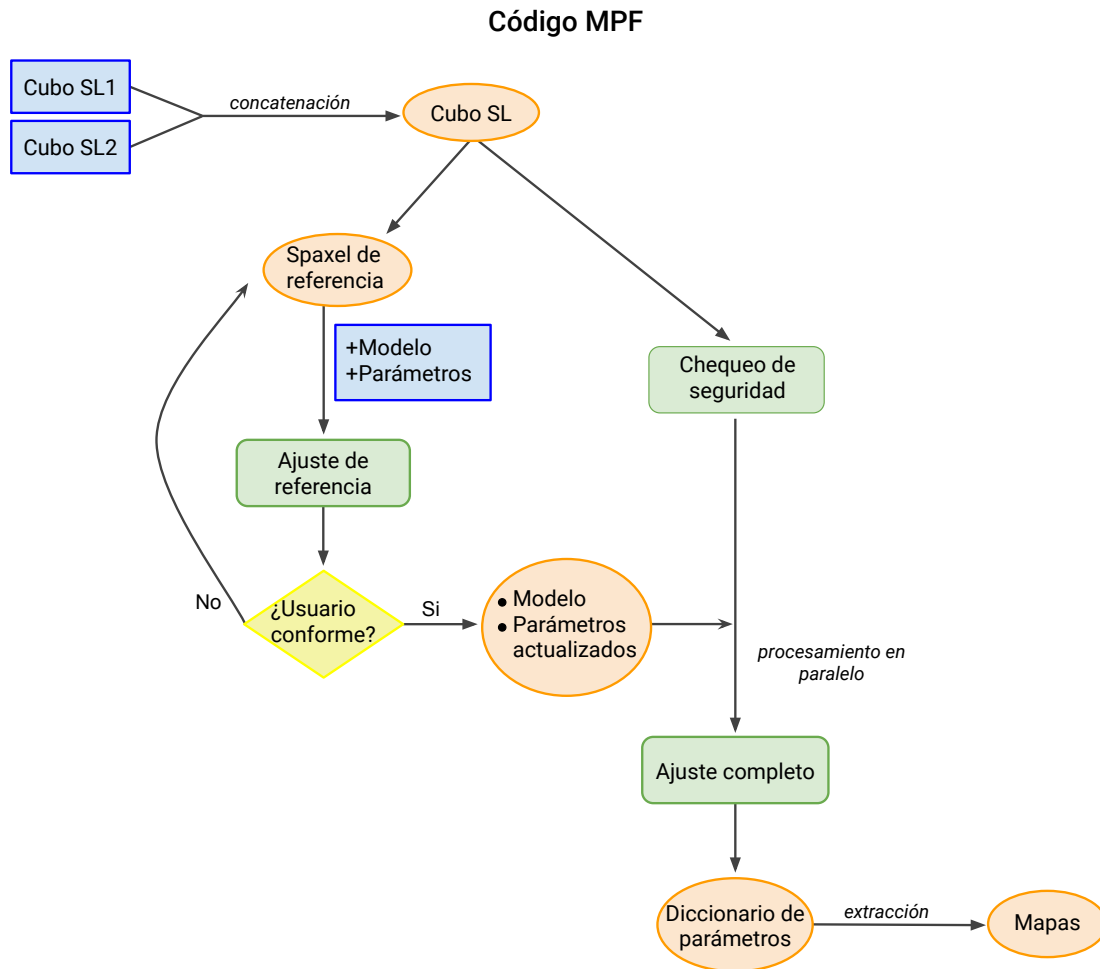 Código MPF
Cubo SL1
Cubo SL2
concatenación
Cubo SL
Spaxel de
referencia
+Modelo
+Parámetros
Chequeo de
seguridad
Ajuste de
referencia
No
¿Usuario
conforme?
Si
● Modelo
● Parámetros
actualizados
procesamiento en
paralelo
Ajuste completo
Diccionario de
parámetros
extracción
Mapas